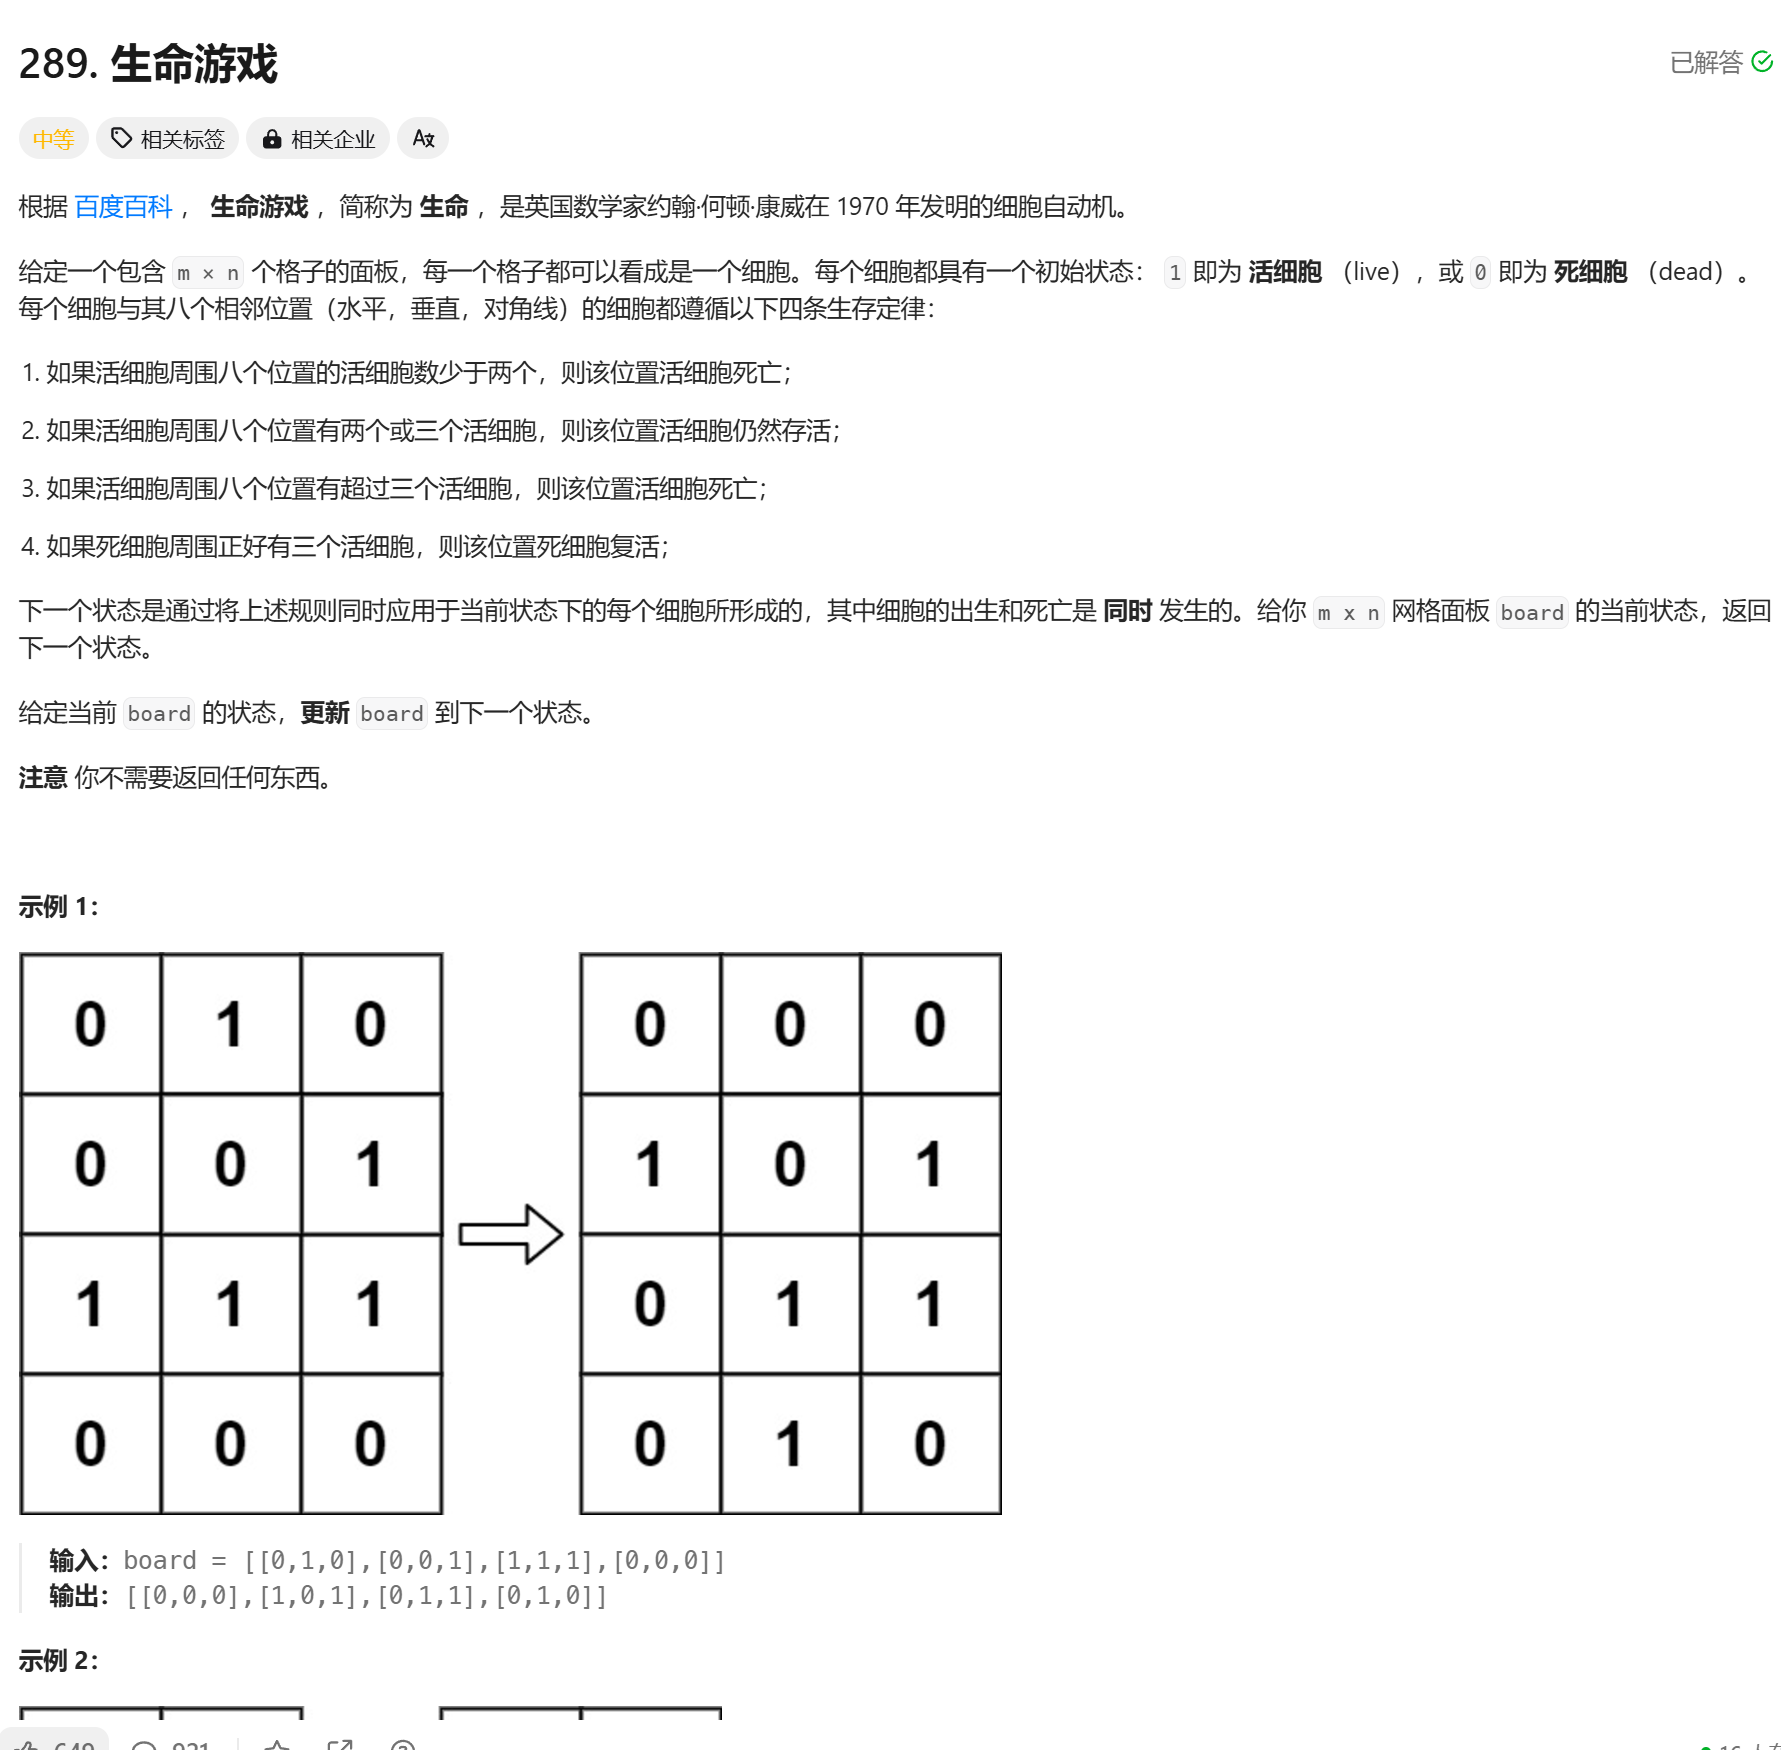 289. 生命游戏
已解答
中等
相关标签
相关企业
根据 百度百科 ， 生命游戏 ，简称为 生命 ，是英国数学家约翰·何顿·康威在 1970 年发明的细胞自动机。
给定一个包含 m × n 个格子的面板，每一个格子都可以看成是一个细胞。每个细胞都具有一个初始状态： 1 即为 活细胞 （live），或 0 即为 死细胞 （dead）。
每个细胞与其八个相邻位置（水平，垂直，对角线）的细胞都遵循以下四条生存定律：
1. 如果活细胞周围八个位置的活细胞数少于两个，则该位置活细胞死亡；
2. 如果活细胞周围八个位置有两个或三个活细胞，则该位置活细胞仍然存活；
3. 如果活细胞周围八个位置有超过三个活细胞，则该位置活细胞死亡；
4. 如果死细胞周围正好有三个活细胞，则该位置死细胞复活；
下一个状态是通过将上述规则同时应用于当前状态下的每个细胞所形成的，其中细胞的出生和死亡是 同时 发生的。给你 m x n 网格面板 board 的当前状态，返回
下一个状态。
给定当前 board 的状态，更新 board 到下一个状态。
注意 你不需要返回任何东西。
示例 1：
0 1 0 0 0 0
0 0 1 1 0 1
1 1 1 0 1 1
0 0 0 0 1 0
输入：board = [[0,1,0],[0,0,1],[1,1,1],[0,0,0]]
输出：[[0,0,0],[1,0,1],[0,1,1],[0,1,0]]
示例 2：